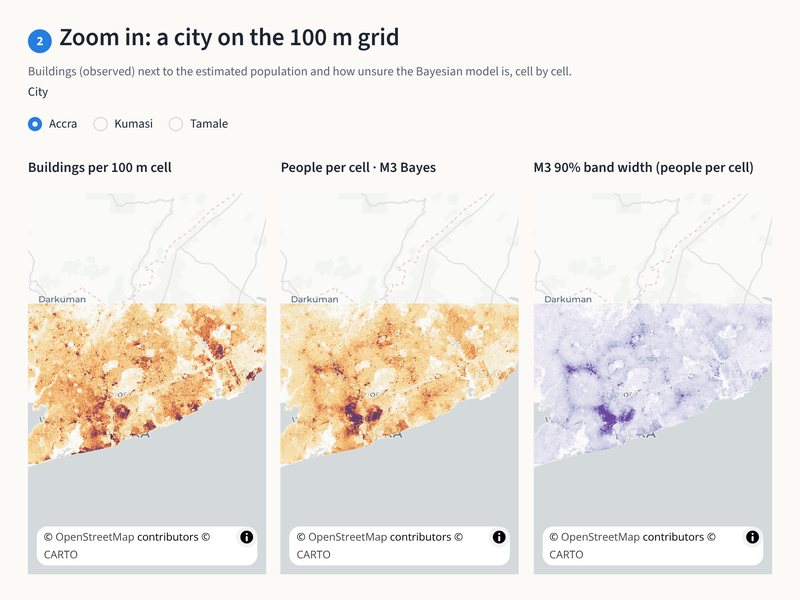 2 Zoom in: a city on the 100 m grid
Buildings (observed) next to the estimated population and how unsure the Bayesian model is, cell by cell.
City
Accra Kumasi Tamale
Buildings per 100 m cell
People per cell · M3 Bayes
M3 90% band width (people per cell)
Darkuman
Darkuman
Darkuman
© OpenStreetMap contributors ©
CARTO
© OpenStreetMap contributors ©
CARTO
© OpenStreetMap contributors ©
CARTO